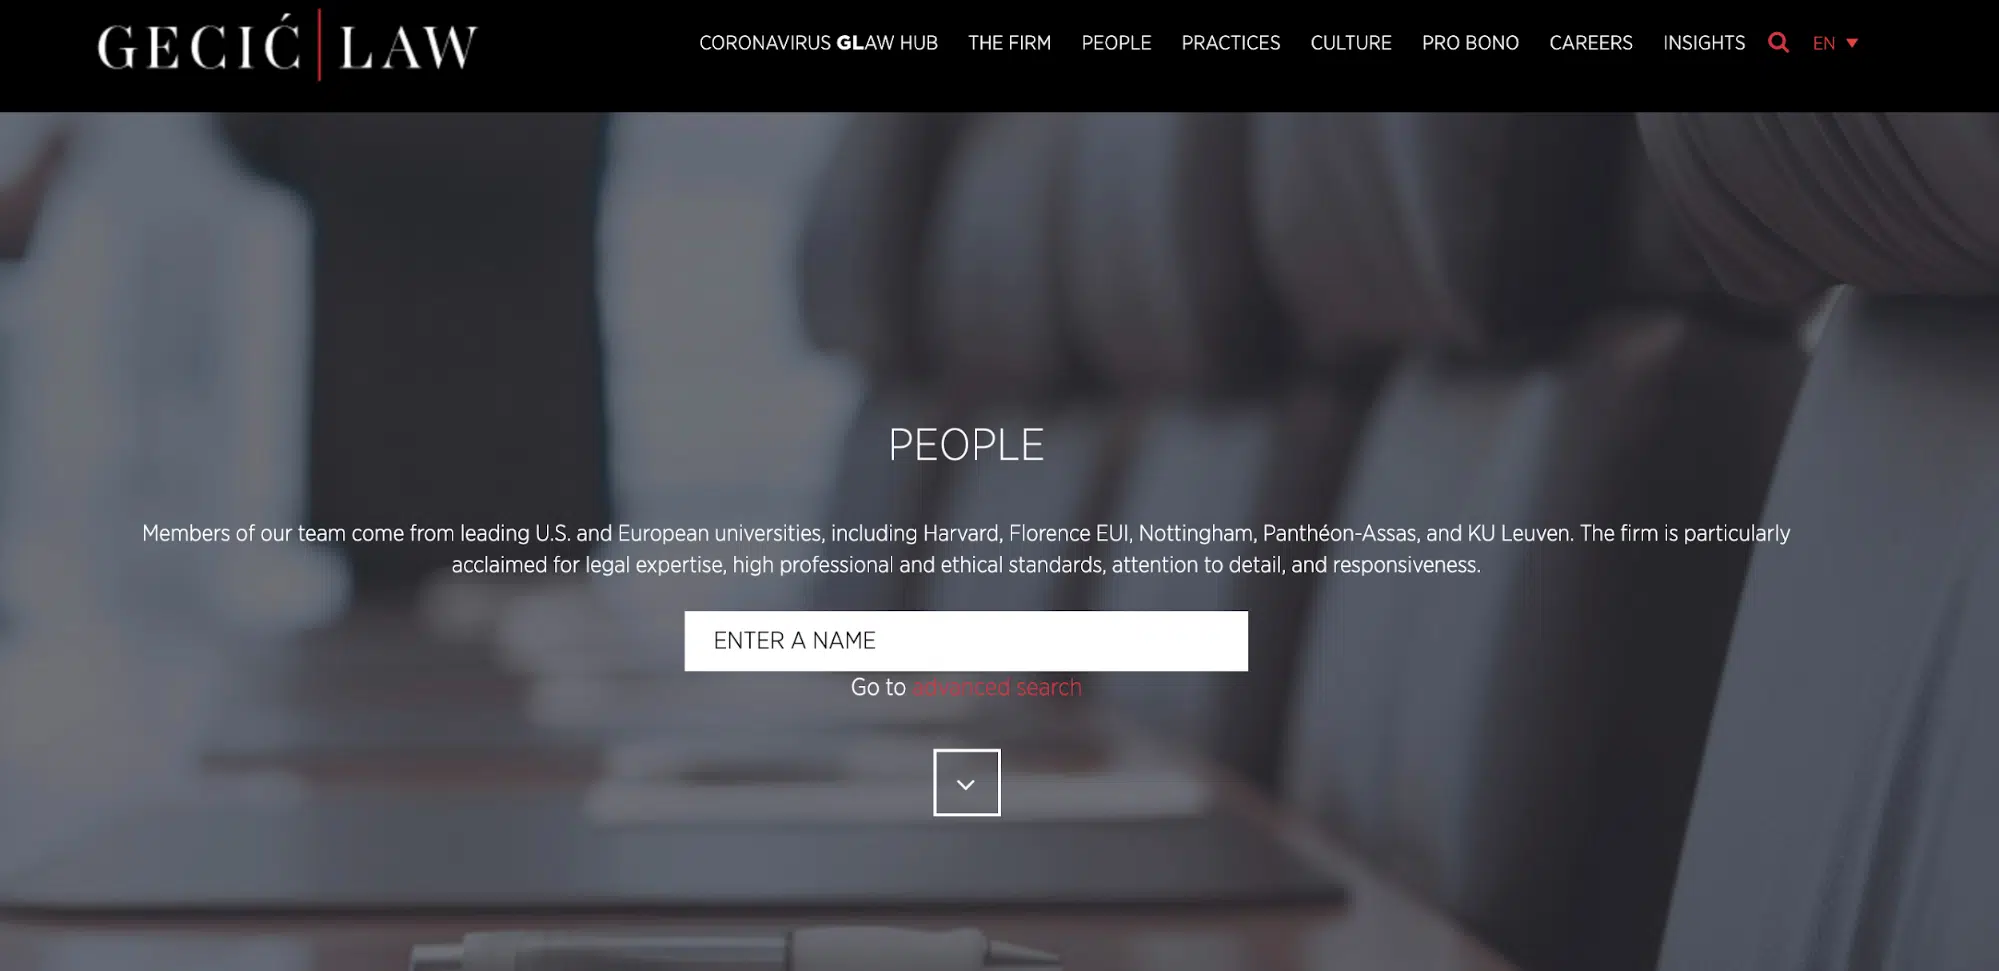 GECIĆ LAW
CORONAVIRUS GLAW HUB THE FIRM PEOPLE PRACTICES CULTURE PRO BONO CAREERS INSIGHTS EN
PEOPLE
Members of our team come from leading U.S. and European universities, including Harvard, Florence EUI, Nottingham, Panthéon-Assas, and KU Leuven. The firm is particularly
acclaimed for legal expertise, high professional and ethical standards, attention to detail, and responsiveness.
ENTER A NAME
Go to advanced search